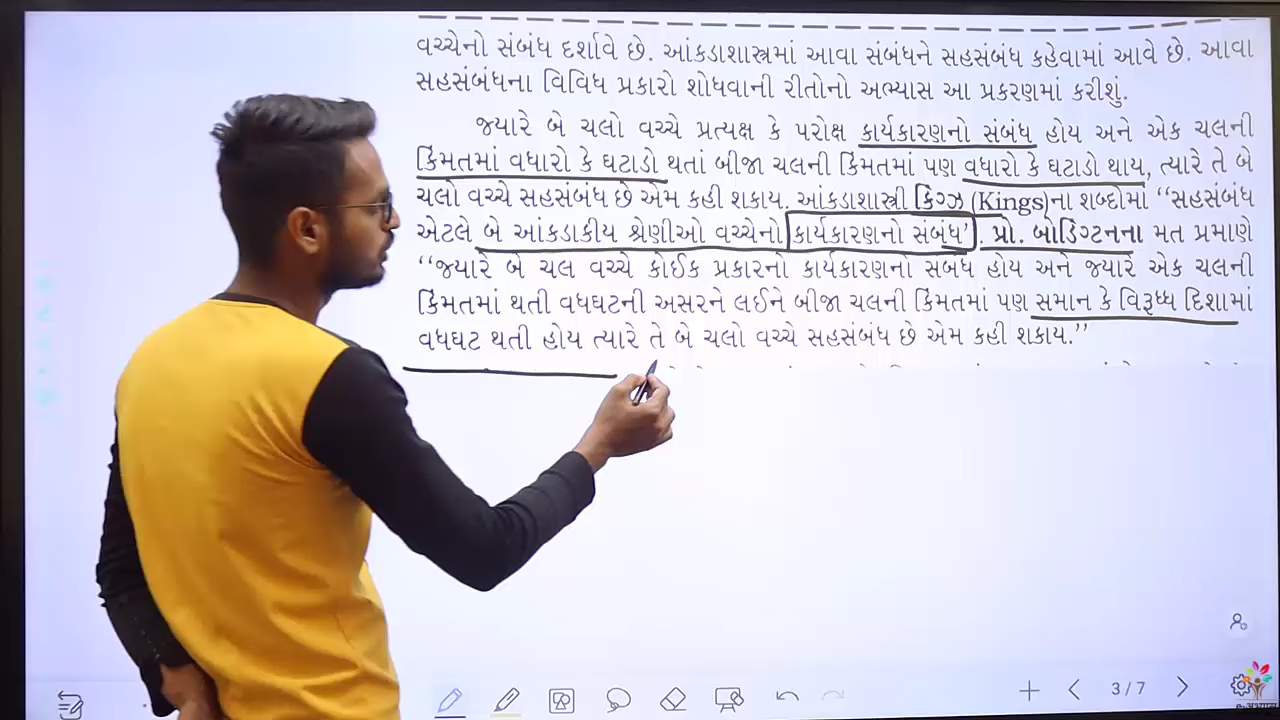 વચ્ચેનો સંબંધ દર્શાવે છે. આંકડાશાસ્ત્રમાં આવા સંબંધને સહસંબંધ કહેવામાં આવે છે. આવા
સહસંબંધના વિવિધ પ્રકારો શોધવાની રીતોનો અભ્યાસ આ પ્રકરણમાં કરીશું.
જ્યારે બે ચલો વચ્ચે પ્રત્યક્ષ કે પરોક્ષ કાર્યકારણનો સંબંધ હોય અને એક ચલની
કિંમતમાં વધારો કે ઘટાડો થતાં બીજા ચલની કિંમતમાં પણ વધારો કે ઘટાડો થાય, ત્યારે તે બે
ચલો વચ્ચે સહસંબંધ છે એમ કહી શકાય. આંકડાશાસ્ત્રી કિંગ્ઝ (Kings)ના શબ્દોમાં ‘‘સહસંબંધ
એટલે બે આંકડાકીય શ્રેણીઓ વચ્ચેનો કાર્યકારણનો સંબંધ’. પ્રો. બોડિંગ્ટનના મત પ્રમાણે
‘‘જ્યારે બે ચલ વચ્ચે કોઈક પ્રકારનો કાર્યકારણનો સંબંધ હોય અને જ્યારે એક ચલની
કિંમતમાં થતી વધઘટની અસરને લઈને બીજા ચલની કિંમતમાં પણ સમાન કે વિરૂધ્ધ દિશામાં
વધઘટ થતી હોય ત્યારે તે બે ચલો વચ્ચે સહસંબંધ છે એમ કહી શકાય.’’
3 / 7